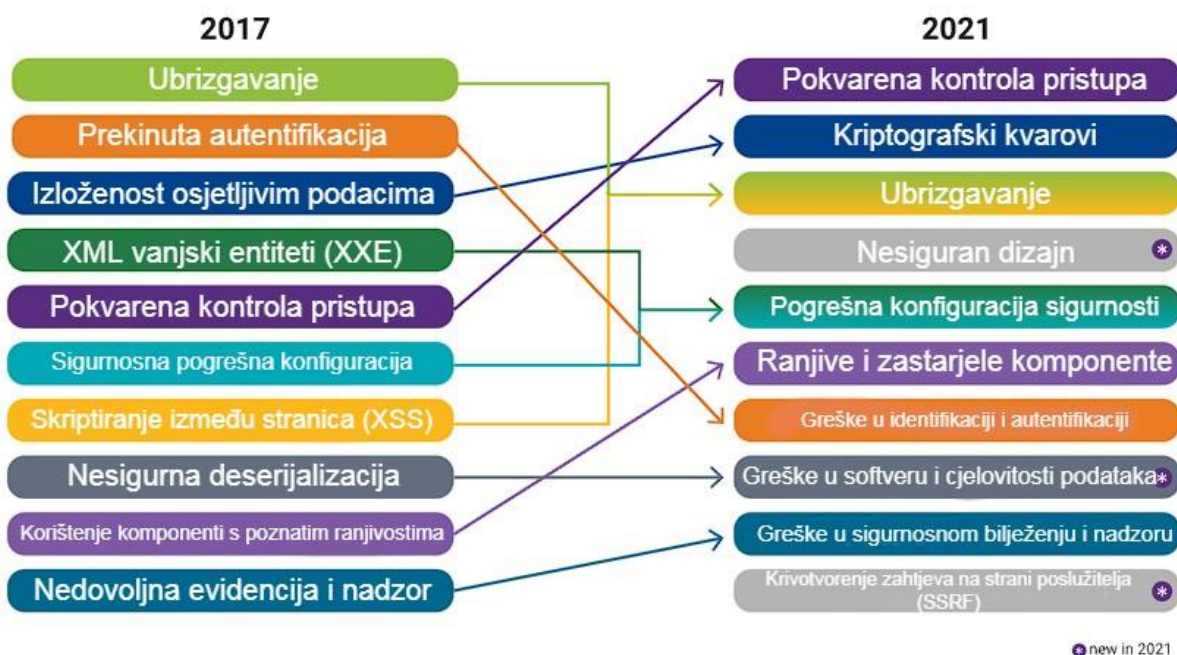 2017
Ubrizgavanje
Prekinuta autentifikacija
Izloženost osjetljivim podacima
XML vanjski entiteti (XXE)
Pokvarena kontrola pristupa
Sigurnosna pogrešna konfiguracija
Skriptiranje između stranica (XSS)
Nesigurna deserijalizacija
Korištenje komponenti s poznatim ranjivostima
Nedovoljna evidencija i nadzor
2021
Pokvarena kontrola pristupa
Kriptografski kvarovi
Ubrizgavanje
Nesiguran dizajn
Pogrešna konfiguracija sigurnosti
Ranjive i zastarjele komponente
Greške u identifikaciji i autentifikaciji
Greške u softveru i cjelovitosti podataka
Greške u sigurnosnom bilježenju i nadzoru
Krivotvorenje zahtjeva na strani poslužitelja
(SSRF)
new in 2021